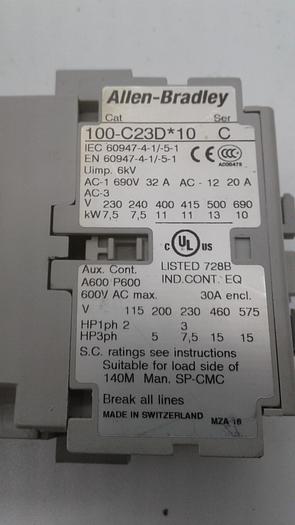 Allen-Bradley
Cat Ser
100-C23D*10 C
IEC 60947-4-1/-5-1
EN 60947-4-1/-5-1
Uimp. 6kV
CCC
A006475
AC-1 690V 32 A AC - 12 20 A
AC-3
V 230 240 400 415 500 690
kW 7,5 7,5 11 11 13 10
C UL US
Aux. Cont. LISTED 728B
A600 P600 IND.CONT. EQ
600V AC max. 30A encl.
V 115 200 230 460 575
HP1ph 2 3
HP3ph 5 7,5 15 15
S.C. ratings see instructions
Suitable for load side of
140M Man. SP-CMC
Break all lines
MADE IN SWITZERLAND MZA 16